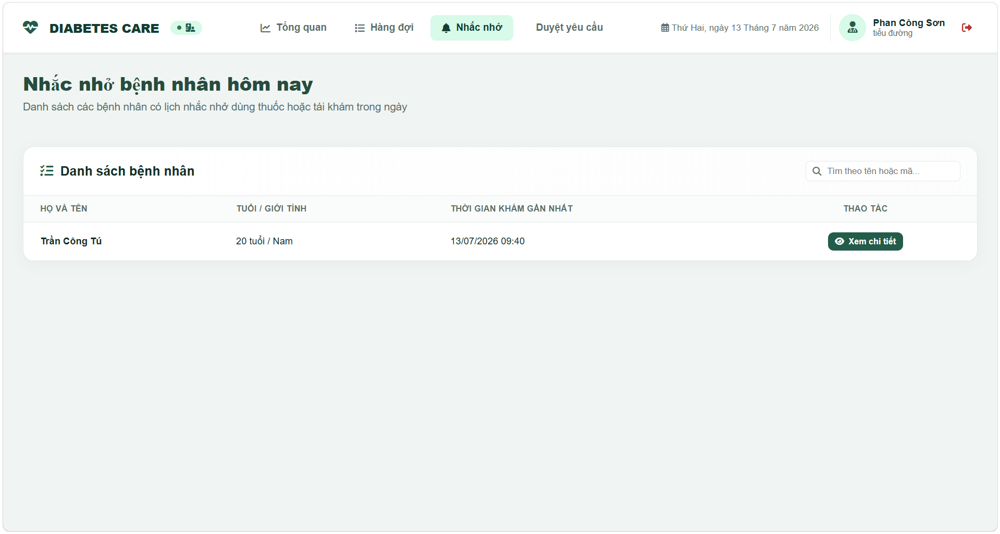 DIABETES CARE
Tổng quan
Hàng đợi
Nhắc nhở
Duyệt yêu cầu
Thứ Hai, ngày 13 Tháng 7 năm 2026
Phan Công Sơn
tiểu đường
Nhắc nhở bệnh nhân hôm nay
Danh sách các bệnh nhân có lịch nhắc nhở dùng thuốc hoặc tái khám trong ngày
Danh sách bệnh nhân
Tìm theo tên hoặc mã...
HỌ VÀ TÊN
TUỔI / GIỚI TÍNH
THỜI GIAN KHÁM GẦN NHẤT
THAO TÁC
Trần Công Tú
20 tuổi / Nam
13/07/2026 09:40
Xem chi tiết